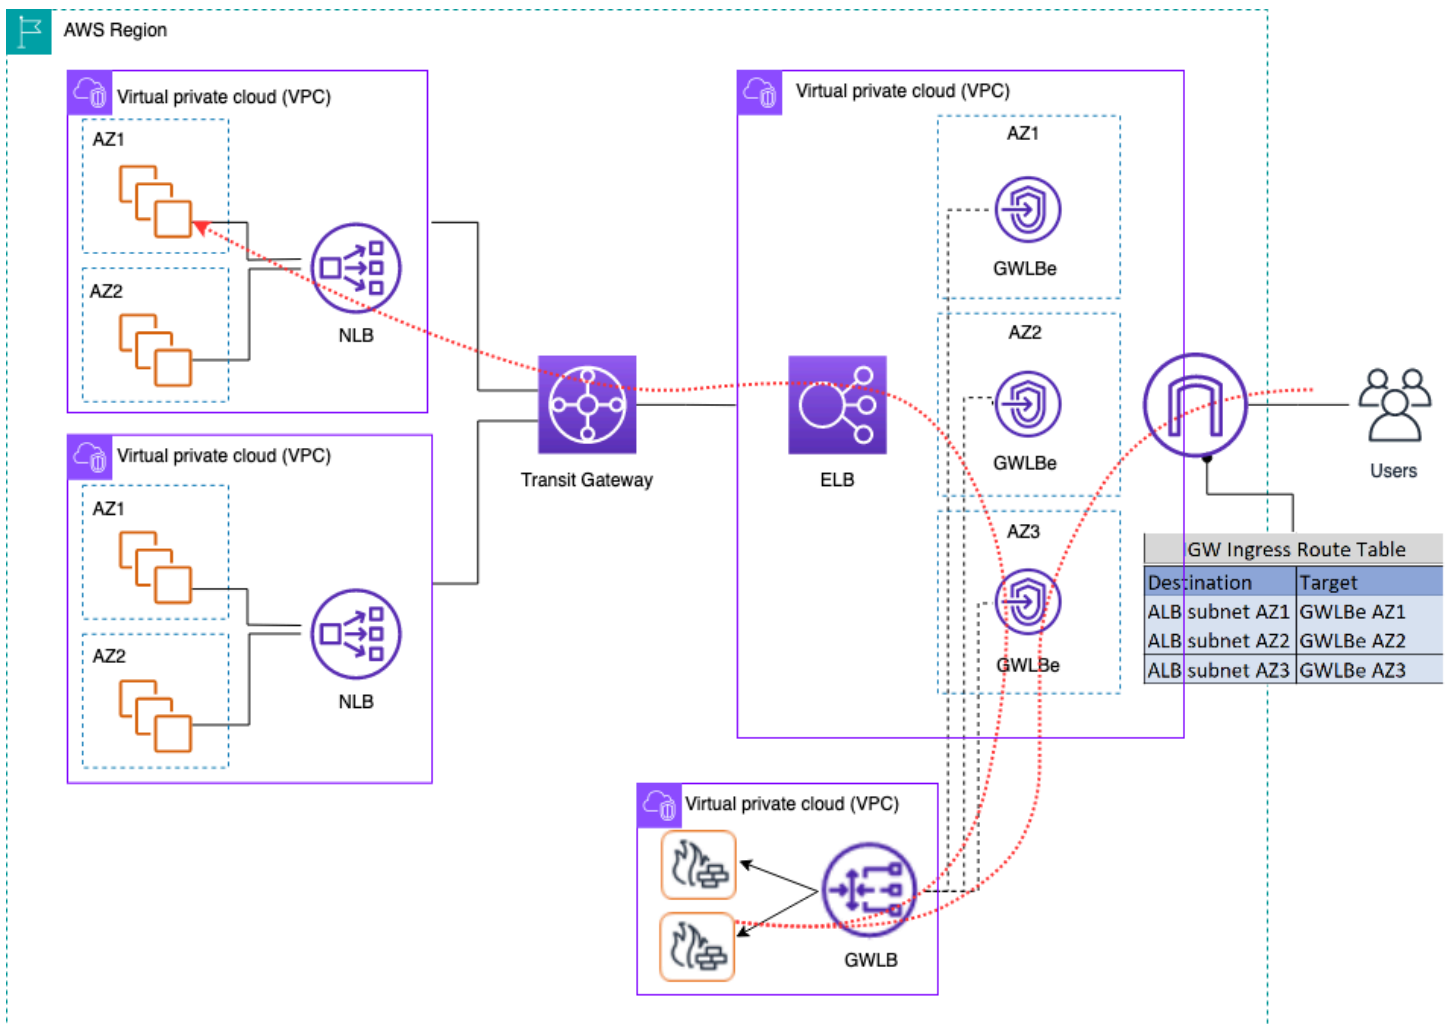 AWS Region
Virtual private cloud (VPC)
AZ1
AZ2
NLB
Virtual private cloud (VPC)
AZ1
AZ2
NLB
Transit Gateway
Virtual private cloud (VPC)
ELB
AZ1
GWLBe
AZ2
GWLBe
AZ3
GWLBe
Users
IGW Ingress Route Table
Destination Target
ALB subnet AZ1 GWLBe AZ1
ALB subnet AZ2 GWLBe AZ2
ALB subnet AZ3 GWLBe AZ3
Virtual private cloud (VPC)
GWLB